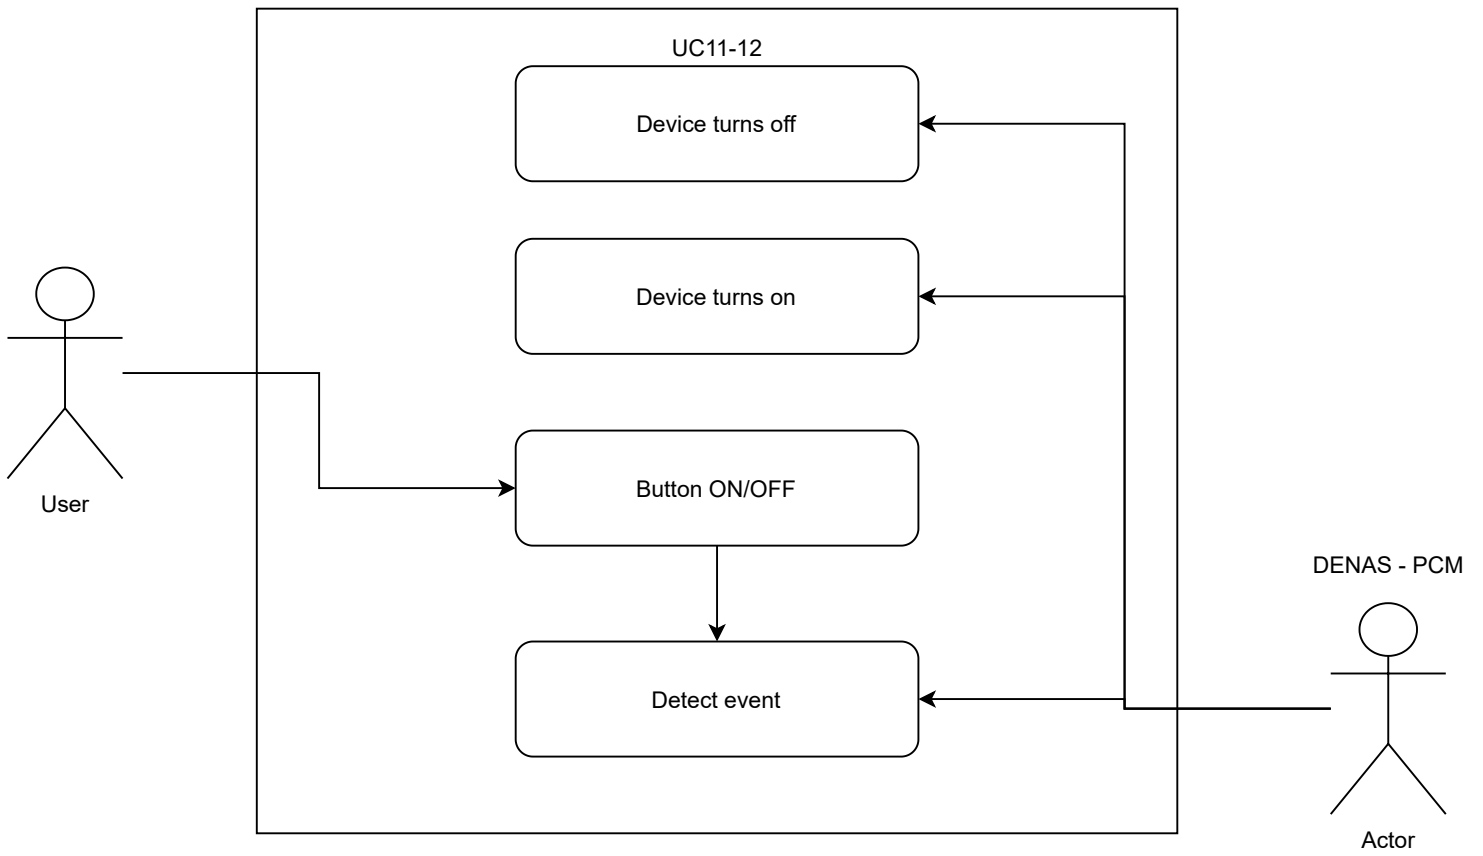 UC11-12
Device turns off
Device turns on
User
Button ON/OFF
DENAS - PCM
Detect event
Actor